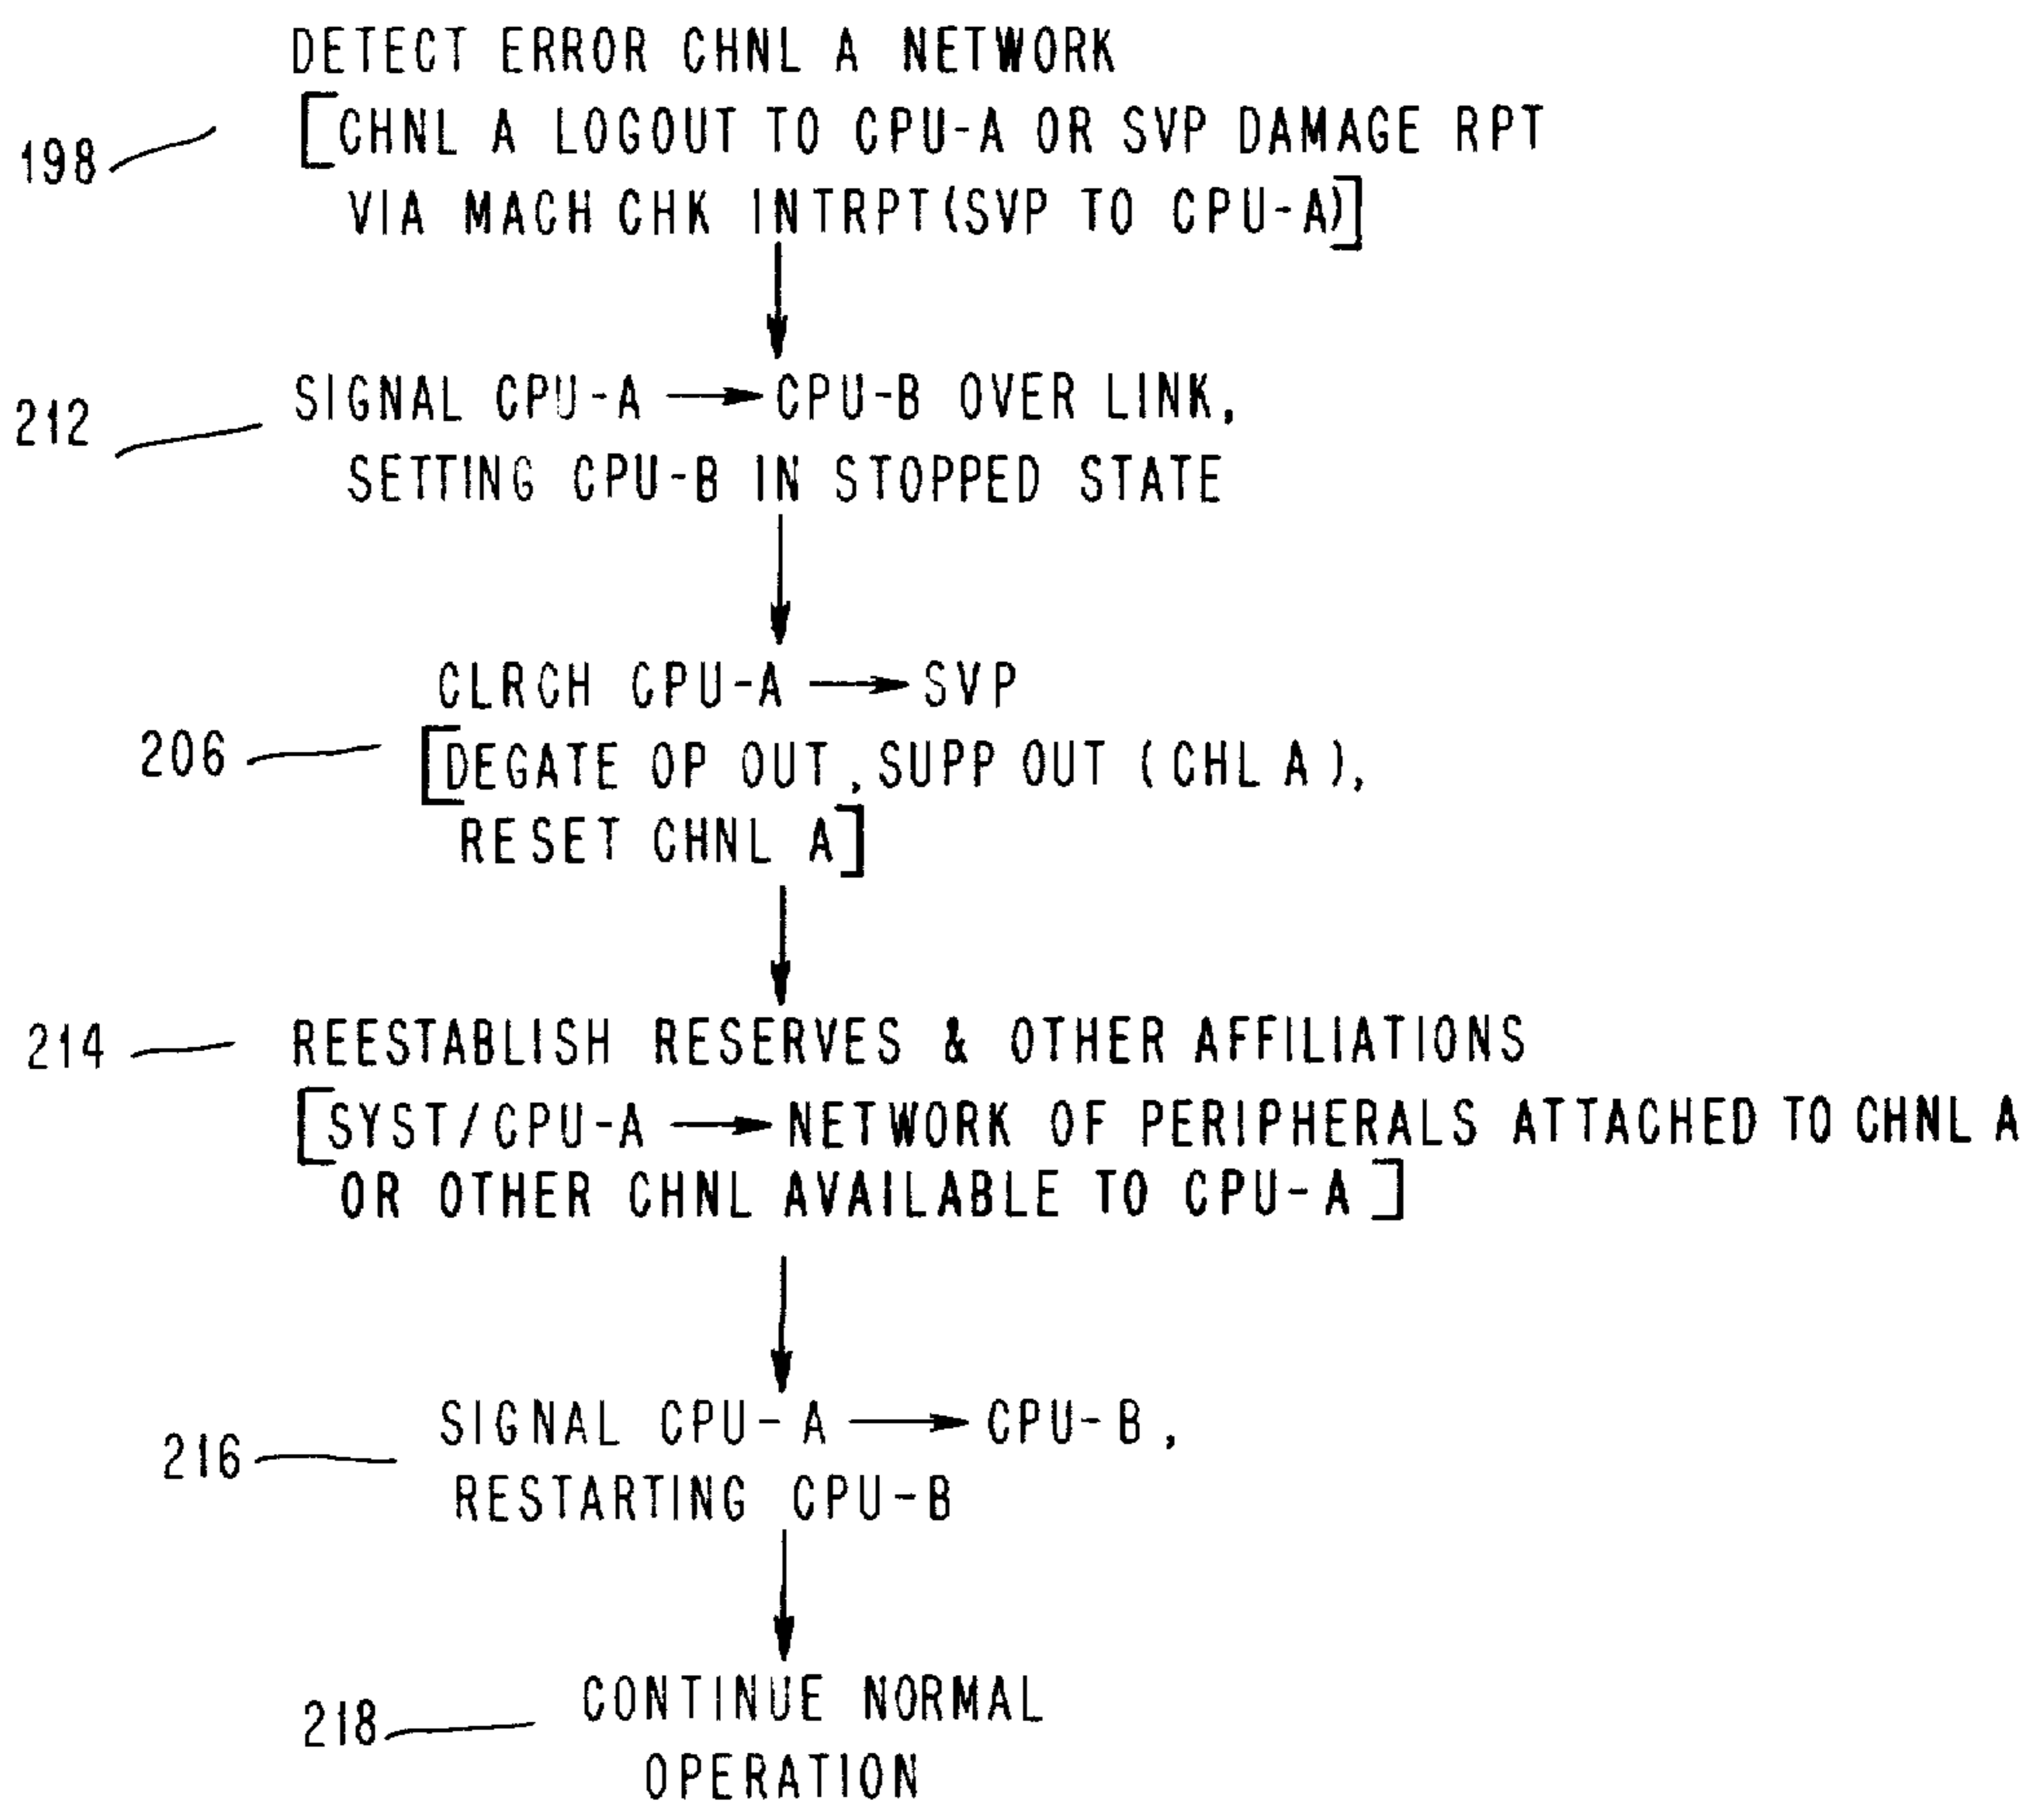 DETECT ERROR CHNL A NETWORK
198 [CHNL A LOGOUT TO CPU-A OR SVP DAMAGE RPT
VIA MACH CHK INTRPT(SVP TO CPU-A)]
212 SIGNAL CPU-A → CPU-B OVER LINK,
SETTING CPU-B IN STOPPED STATE
CLRCH CPU-A → SVP
206 [DEGATE OP OUT, SUPP OUT (CHL A),
RESET CHNL A]
214 REESTABLISH RESERVES & OTHER AFFILIATIONS
[SYST/CPU-A → NETWORK OF PERIPHERALS ATTACHED TO CHNL A
OR OTHER CHNL AVAILABLE TO CPU-A]
SIGNAL CPU-A → CPU-B,
216 RESTARTING CPU-B
218 CONTINUE NORMAL
OPERATION